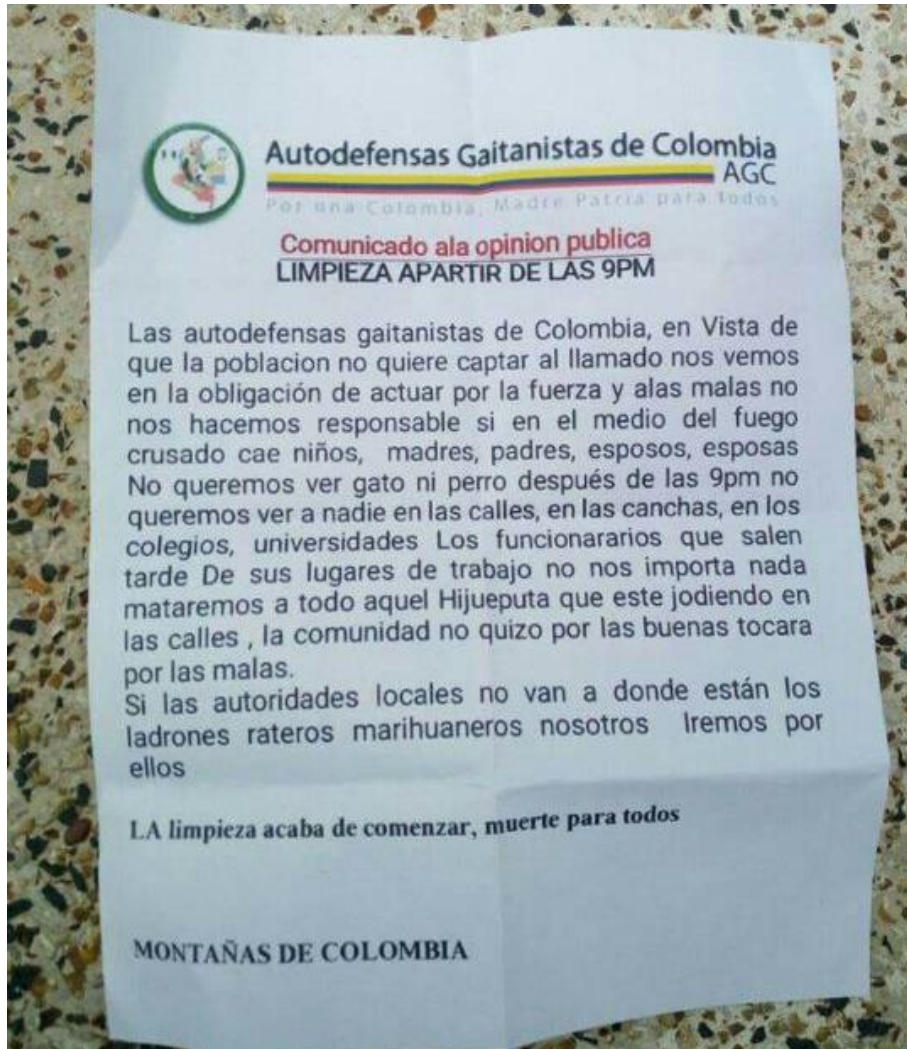 Autodefensas Gaitanistas de Colombia
AGC
Por una Colombia, Madre Patria para todos
Comunicado ala opinion publica
LIMPIEZA APARTIR DE LAS 9PM
Las autodefensas gaitanistas de Colombia, en Vista de
que la poblacion no quiere captar al llamado nos vemos
en la obligación de actuar por la fuerza y alas malas no
nos hacemos responsable si en el medio del fuego
crusado cae niños, madres, padres, esposos, esposas
No queremos ver gato ni perro después de las 9pm no
queremos ver a nadie en las calles, en las canchas, en los
colegios, universidades Los funcionararios que salen
tarde De sus lugares de trabajo no nos importa nada
mataremos a todo aquel Hijueputa que este jodiendo en
las calles , la comunidad no quizo por las buenas tocara
por las malas.
Si las autoridades locales no van a donde están los
ladrones rateros marihuaneros nosotros Iremos por
ellos
LA limpieza acaba de comenzar, muerte para todos
MONTAÑAS DE COLOMBIA